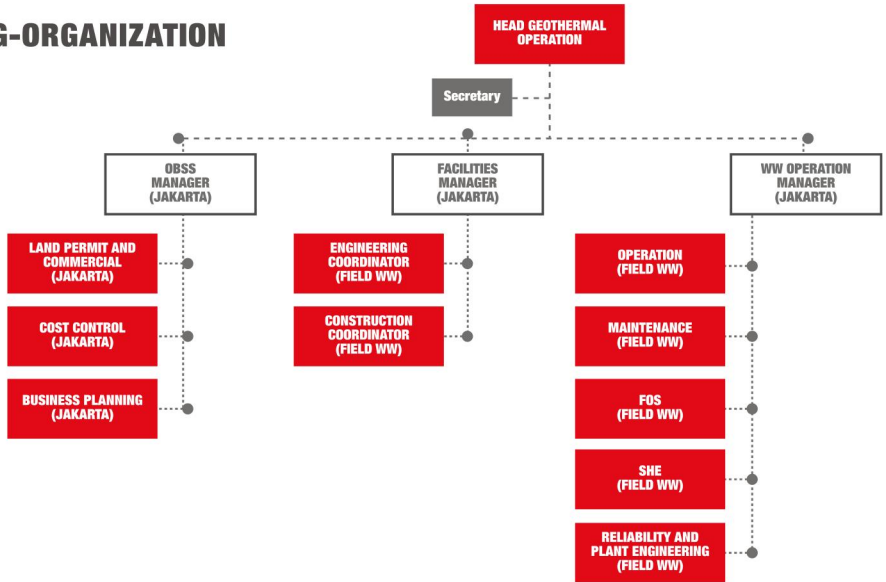 G-ORGANIZATION
HEAD GEOTHERMAL
OPERATION
Secretary
OBSS
MANAGER
(JAKARTA)
FACILITIES
MANAGER
(JAKARTA)
WW OPERATION
MANAGER
(JAKARTA)
LAND PERMIT AND
COMMERCIAL
(JAKARTA)
COST CONTROL
(JAKARTA)
BUSINESS PLANNING
(JAKARTA)
ENGINEERING
COORDINATOR
(FIELD WW)
CONSTRUCTION
COORDINATOR
(FIELD WW)
OPERATION
(FIELD WW)
MAINTENANCE
(FIELD WW)
FOS
(FIELD WW)
SHE
(FIELD WW)
RELIABILITY AND
PLANT ENGINEERING
(FIELD WW)